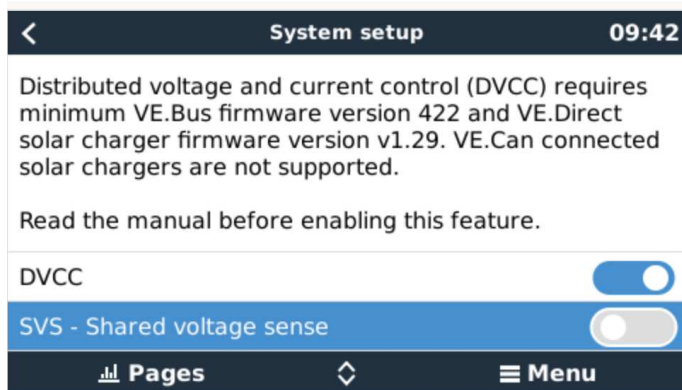 System setup
09:42
Distributed voltage and current control (DVCC) requires
minimum VE.Bus firmware version 422 and VE.Direct
solar charger firmware version v1.29. VE.Can connected
solar chargers are not supported.
Read the manual before enabling this feature.
DVCC
SVS - Shared voltage sense
Pages
Menu